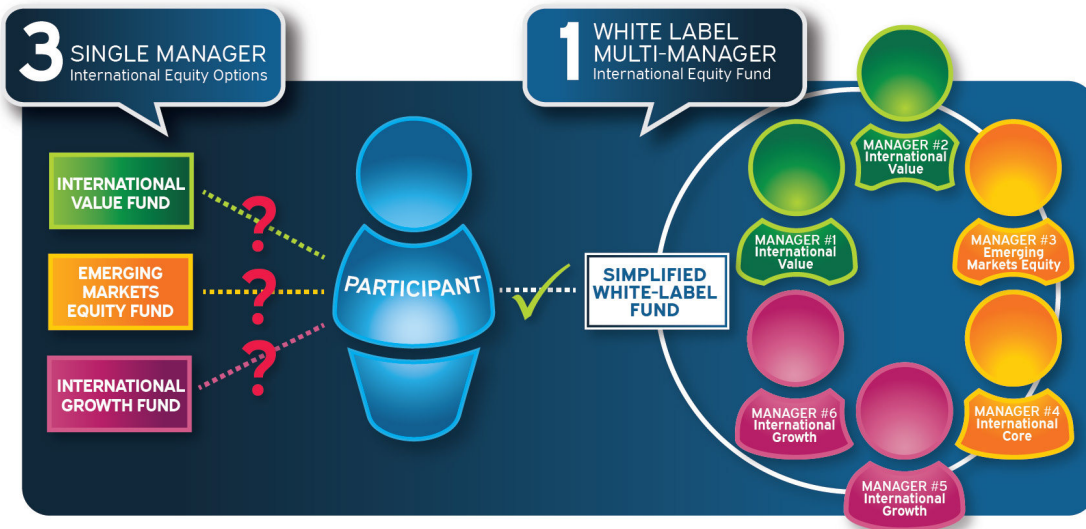 3 SINGLE MANAGER
International Equity Options
1 WHITE LABEL
MULTI-MANAGER
International Equity Fund
INTERNATIONAL
VALUE FUND
?
EMERGING
MARKETS
EQUITY FUND
?
INTERNATIONAL
GROWTH FUND
?
PARTICIPANT
SIMPLIFIED
WHITE-LABEL
FUND
MANAGER #1
International
Value
MANAGER #2
International
Value
MANAGER #3
Emerging
Markets Equity
MANAGER #4
International
Core
MANAGER #5
International
Growth
MANAGER #6
International
Growth